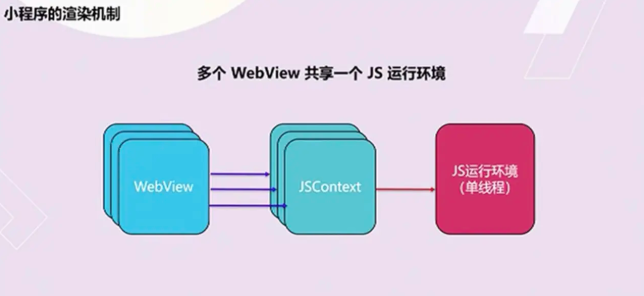 小程序的渲染机制
多个 WebView 共享一个 JS 运行环境
WebView
JSContext
JS运行环境
（单线程）